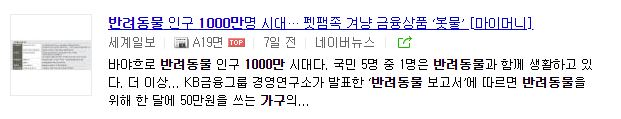 반려동물 인구 1000만명 시대… 펫팸족 겨냥 금융상품 '봇물' [마이머니]
세계일보 A19면 TOP 7일 전 네이버뉴스
바야흐로 반려동물 인구 1000만 시대다. 국민 5명 중 1명은 반려동물과 함께 생활하고 있
다. 더 이상... KB금융그룹 경영연구소가 발표한 '반려동물 보고서'에 따르면 반려동물을
위해 한 달에 50만원을 쓰는 가구의...